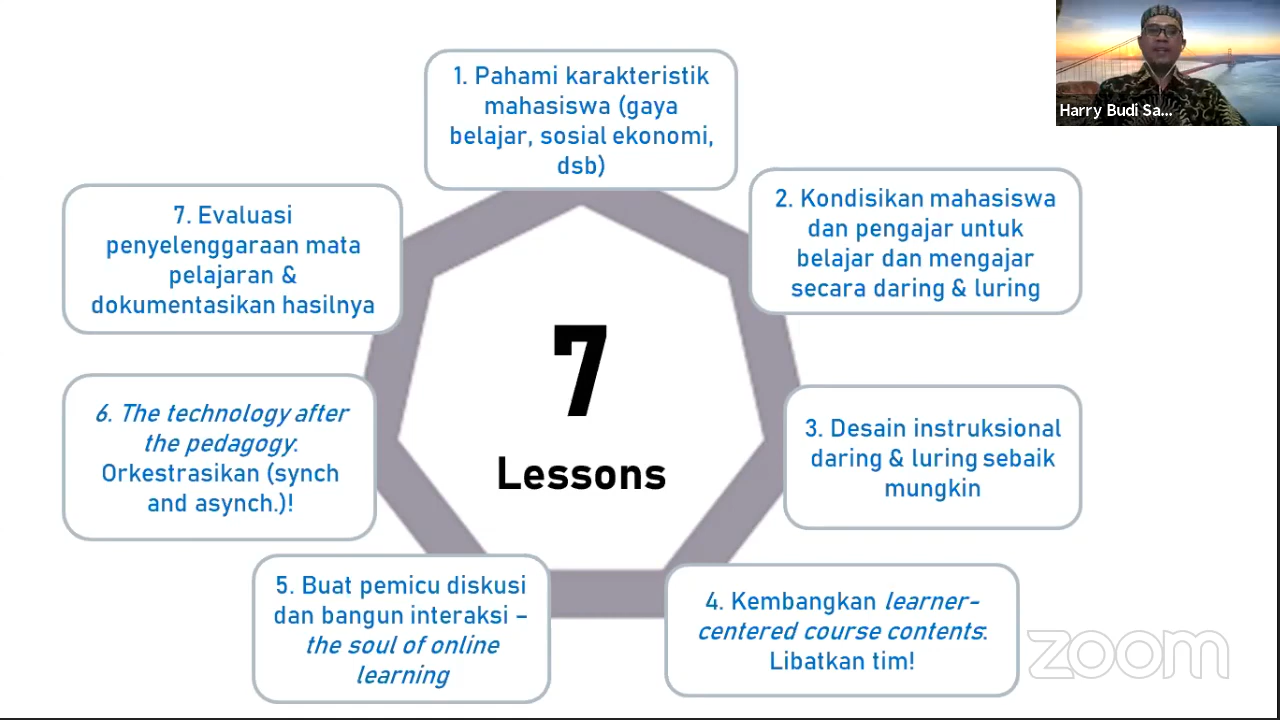 1. Pahami karakteristik
mahasiswa (gaya
belajar, sosial ekonomi,
dsb)
2. Kondisikan mahasiswa
dan pengajar untuk
belajar dan mengajar
secara daring & luring
3. Desain instruksional
daring & luring sebaik
mungkin
4. Kembangkan learner-
centered course contents.
Libatkan tim!
5. Buat pemicu diskusi
dan bangun interaksi –
the soul of online
learning
6. The technology after
the pedagogy.
Orkestrasikan (synch
and asynch.)!
7. Evaluasi
penyelenggaraan mata
pelajaran &
dokumentasikan hasilnya
7
Lessons
Harry Budi Sa...
zoom